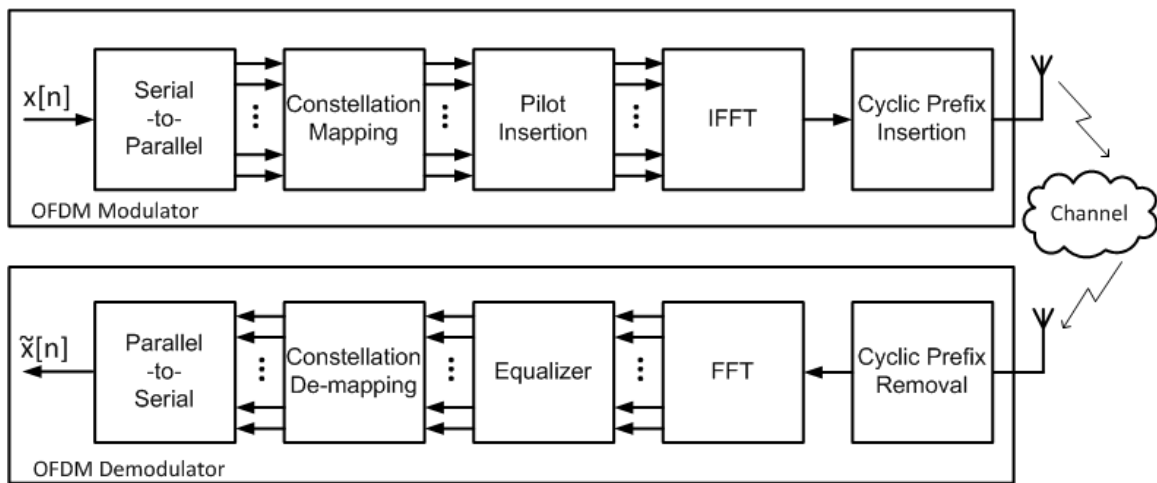 x[n]
Serial
-to-
Parallel
Constellation
Mapping
Pilot
Insertion
IFFT
Cyclic Prefix
Insertion
OFDM Modulator
Channel
x̃[n]
Parallel
-to-
Serial
Constellation
De-mapping
Equalizer
FFT
Cyclic Prefix
Removal
OFDM Demodulator